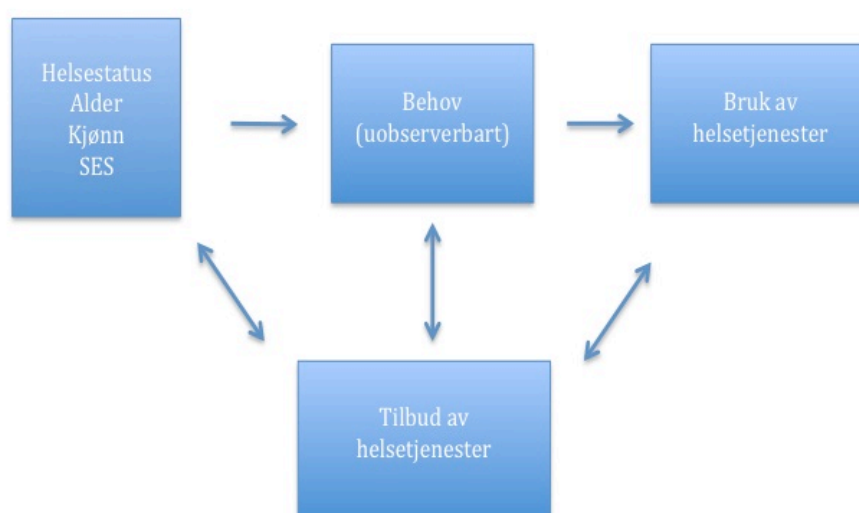 Helsestatus
Alder
Kjønn
SES
Behov
(uobserverbart)
Bruk av
helsetjenester
Tilbud av
helsetjenester